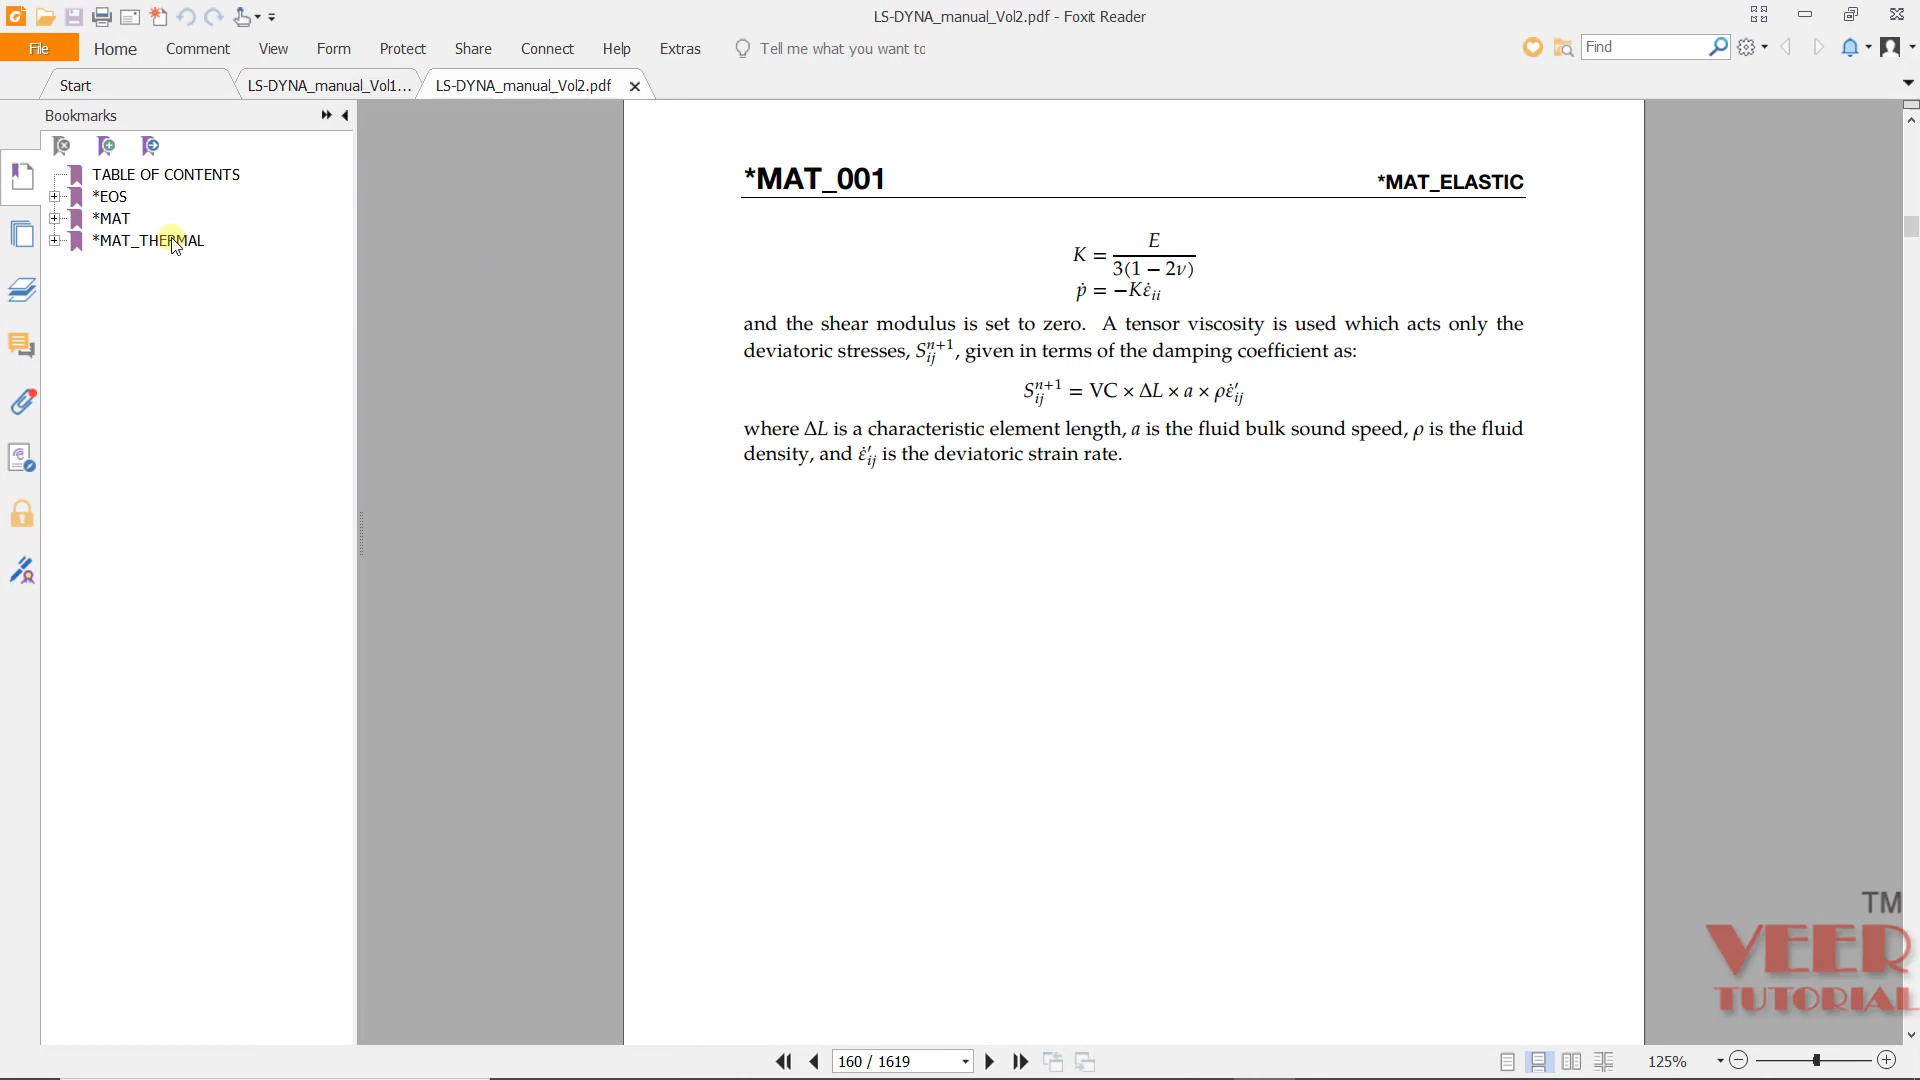 LS-DYNA_manual_Vol2.pdf - Foxit Reader
File Home Comment View Form Protect Share Connect Help Extras Tell me what you want to Find
Start LS-DYNA_manual_Vol1... LS-DYNA_manual_Vol2.pdf
Bookmarks
TABLE OF CONTENTS
*EOS
*MAT
*MAT_THERMAL
*MAT_001 *MAT_ELASTIC
K = E / 3(1 − 2ν)
ṗ = −Kε̇ᵢᵢ
and the shear modulus is set to zero. A tensor viscosity is used which acts only the
deviatoric stresses, S_{ij}^{n+1}, given in terms of the damping coefficient as:
S_{ij}^{n+1} = VC × ΔL × a × ρε̇′_{ij}
where ΔL is a characteristic element length, a is the fluid bulk sound speed, ρ is the fluid
density, and ε̇′_{ij} is the deviatoric strain rate.
TM
VEER
TUTORIAL
160 / 1619 125%